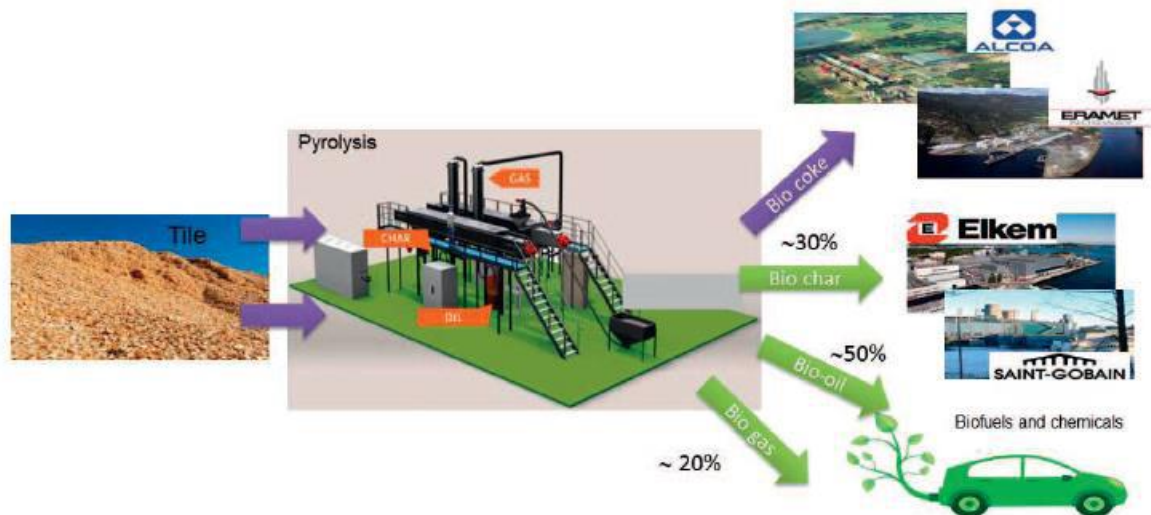 ALCOA
ERAMET
NORWAY
Pyrolysis
GAS
Bio coke
Tile
CHAR
~30%
E
Elkem
Bio char
OIL
~50%
Bio-oil
SAINT-GOBAIN
Bio gas
~ 20%
Biofuels and chemicals